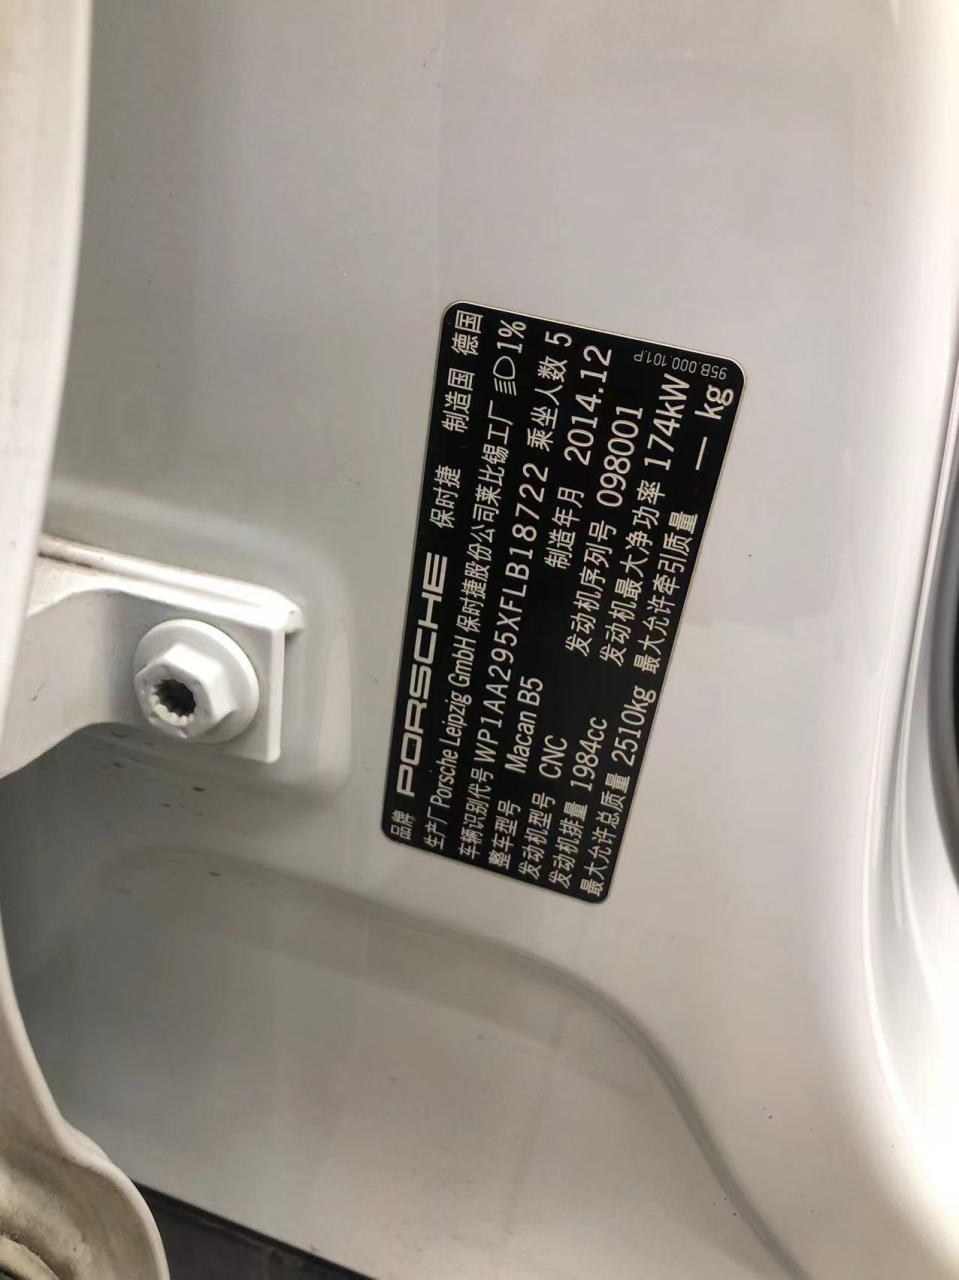 品牌 PORSCHE 保时捷 制造国 德国
生产厂 Porsche Leipzig GmbH 保时捷股份公司莱比锡工厂 1%
车辆识别代号 WP1AA295XFLB18722 乘坐人数 5
整车型号 Macan B5 制造年月 2014.12
发动机型号 CNC 发动机序列号 098001
发动机排量 1984cc 发动机最大净功率 174kW
最大允许总质量 2510kg 最大允许牵引质量 — kg
95B.000.101.P